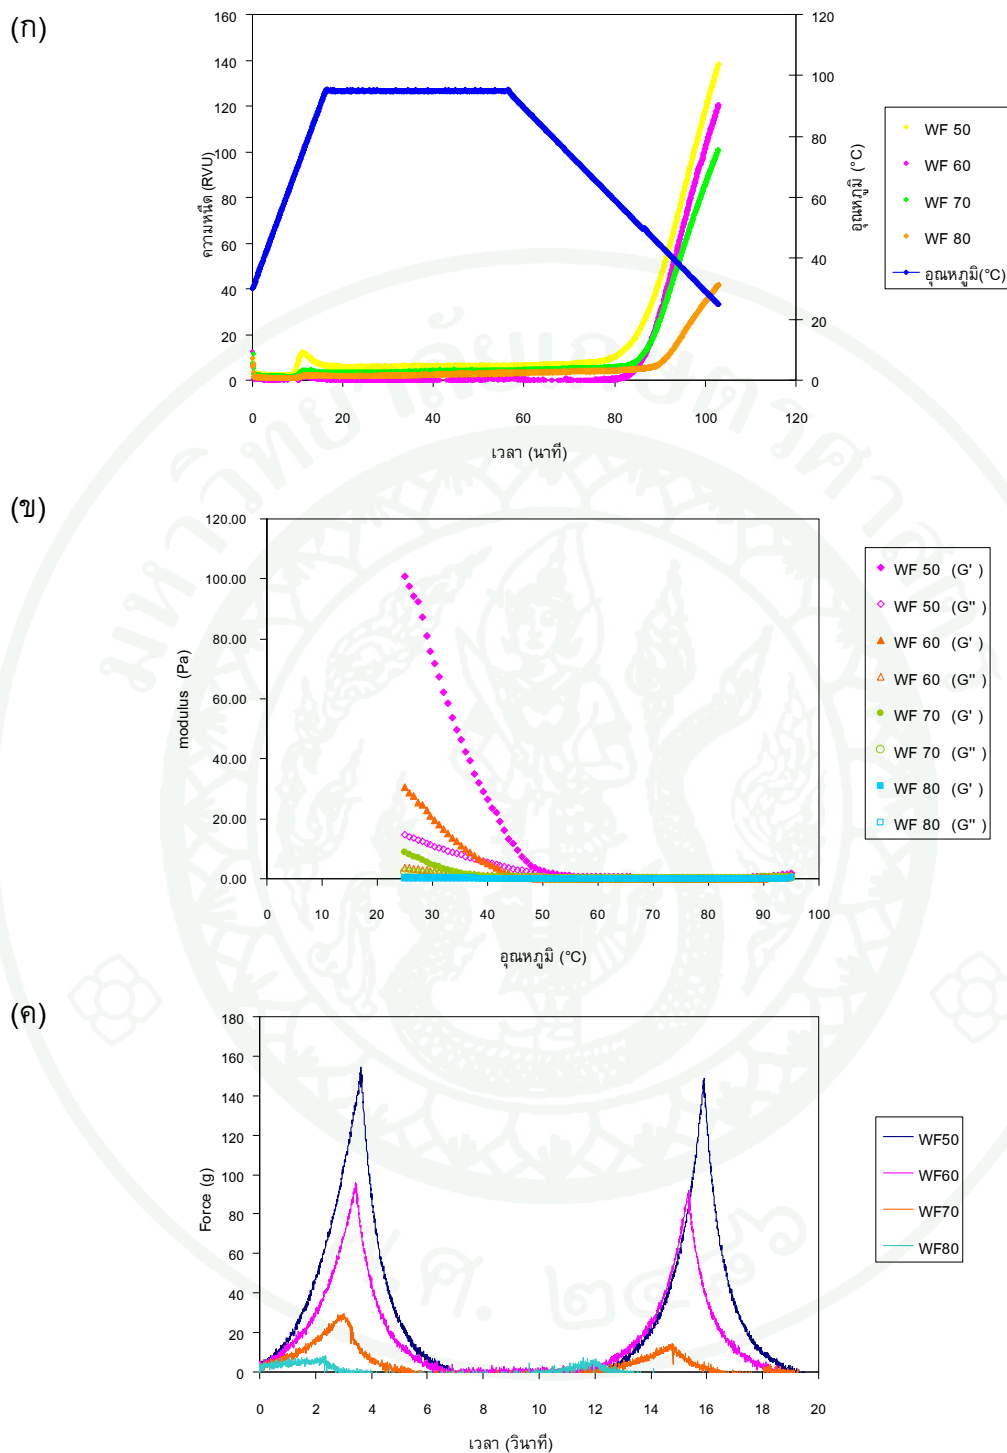 (ก)
160
140
120
100
80
60
40
20
0
ความหนืด (RVU)
120
100
80
60
40
20
0
อุณหภูมิ (°C)
0 20 40 60 80 100 120
เวลา (นาที)
WF 50
WF 60
WF 70
WF 80
อุณหภูมิ(°C)
(ข)
120.00
100.00
80.00
60.00
40.00
20.00
0.00
modulus (Pa)
0 10 20 30 40 50 60 70 80 90 100
อุณหภูมิ (°C)
WF 50 (G' )
WF 50 (G'' )
WF 60 (G' )
WF 60 (G'' )
WF 70 (G' )
WF 70 (G'' )
WF 80 (G' )
WF 80 (G'' )
(ค)
180
160
140
120
100
80
60
40
20
0
Force (g)
0 2 4 6 8 10 12 14 16 18 20
เวลา (วินาที)
WF50
WF60
WF70
WF80